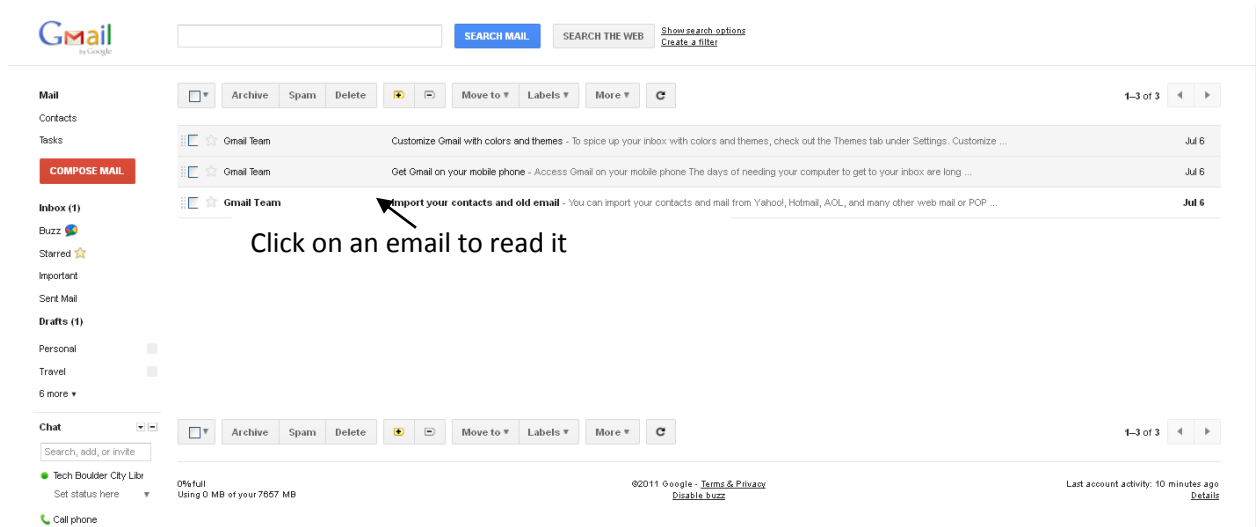 Gmail
by Google
SEARCH MAIL SEARCH THE WEB Show search options
Create a filter
Mail
Contacts
Tasks
COMPOSE MAIL
Inbox (1)
Buzz
Starred
Important
Sent Mail
Drafts (1)
Personal
Travel
6 more
Chat
Search, add, or invite
Tech Boulder City Libr
Set status here
Call phone
Archive Spam Delete Move to Labels More 1–3 of 3
Gmail Team Customize Gmail with colors and themes - To spice up your inbox with colors and themes, check out the Themes tab under Settings. Customize ... Jul 6
Gmail Team Get Gmail on your mobile phone - Access Gmail on your mobile phone The days of needing your computer to get to your inbox are long ... Jul 6
Gmail Team Import your contacts and old email - You can import your contacts and mail from Yahoo!, Hotmail, AOL, and many other web mail or POP ... Jul 6
Click on an email to read it
Archive Spam Delete Move to Labels More 1–3 of 3
0% full
Using 0 MB of your 7657 MB
©2011 Google - Terms & Privacy
Disable buzz
Last account activity: 10 minutes ago
Details